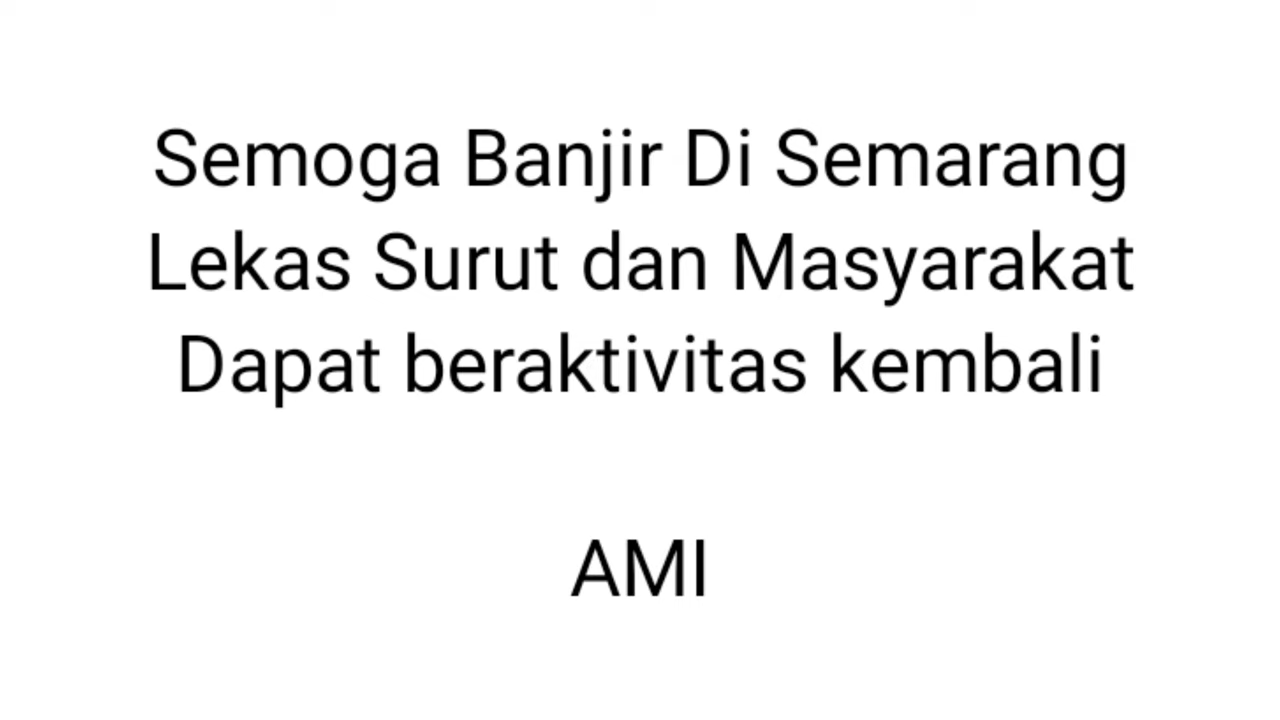 Semoga Banjir Di Semarang
Lekas Surut dan Masyarakat
Dapat beraktivitas kembali
AMI